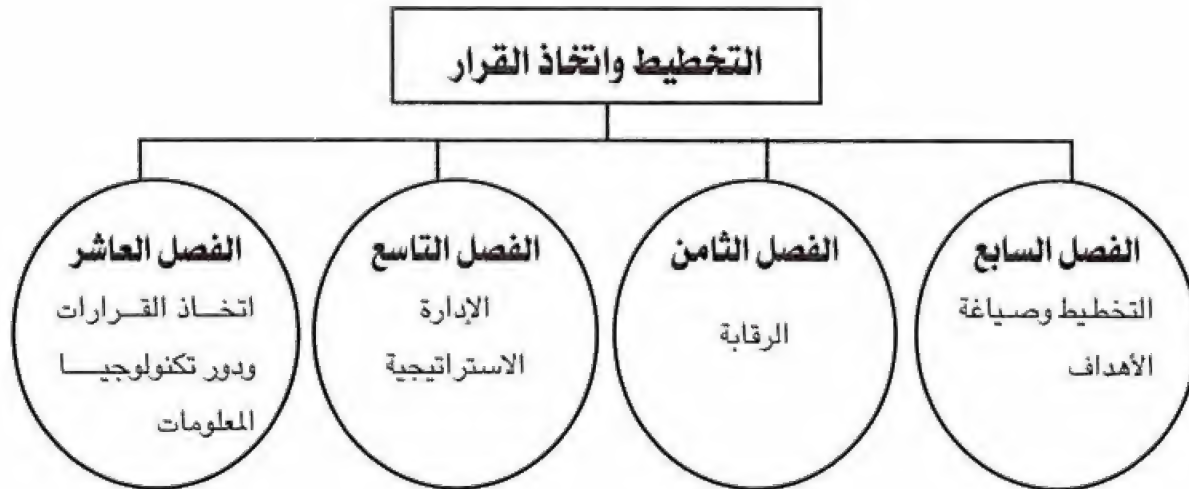 التخطيط واتخاذ القرار
الفصل السابع
التخطيط وصياغة
الأهداف
الفصل الثامن
الرقابة
الفصل التاسع
الإدارة
الاستراتيجية
الفصل العاشر
اتخاذ القرارات
ودور تكنولوجيا
المعلومات